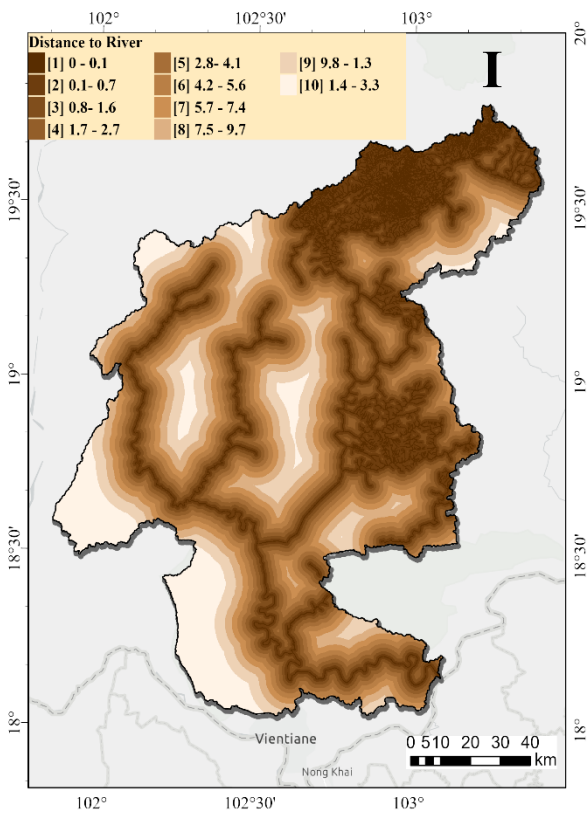 102° 102°30' 103°
20°
Distance to River
[1] 0 - 0.1 [5] 2.8- 4.1 [9] 9.8 - 1.3
[2] 0.1- 0.7 [6] 4.2 - 5.6 [10] 1.4 - 3.3
[3] 0.8- 1.6 [7] 5.7 - 7.4
[4] 1.7 - 2.7 [8] 7.5 - 9.7
I
19°30' 19°30'
19° 19°
18°30' 18°30'
18° 18°
Vientiane
Nong Khai
0 510 20 30 40
km
102° 102°30' 103°